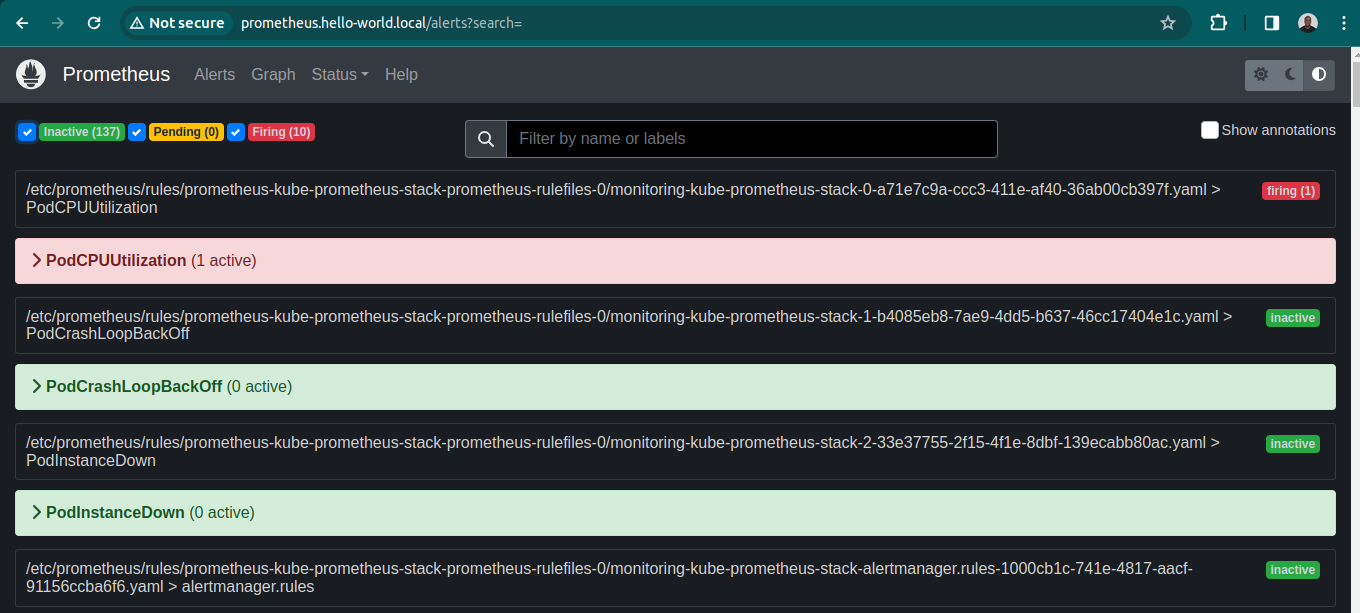 Not secure prometheus.hello-world.local/alerts?search=
Prometheus Alerts Graph Status Help
Inactive (137) Pending (0) Firing (10) Filter by name or labels Show annotations
/etc/prometheus/rules/prometheus-kube-prometheus-stack-prometheus-rulefiles-0/monitoring-kube-prometheus-stack-0-a71e7c9a-ccc3-411e-af40-36ab00cb397f.yaml > firing (1)
PodCPUUtilization
PodCPUUtilization (1 active)
/etc/prometheus/rules/prometheus-kube-prometheus-stack-prometheus-rulefiles-0/monitoring-kube-prometheus-stack-1-b4085eb8-7ae9-4dd5-b637-46cc17404e1c.yaml > inactive
PodCrashLoopBackOff
PodCrashLoopBackOff (0 active)
/etc/prometheus/rules/prometheus-kube-prometheus-stack-prometheus-rulefiles-0/monitoring-kube-prometheus-stack-2-33e37755-2f15-4f1e-8dbf-139ecabb80ac.yaml > inactive
PodInstanceDown
PodInstanceDown (0 active)
/etc/prometheus/rules/prometheus-kube-prometheus-stack-prometheus-rulefiles-0/monitoring-kube-prometheus-stack-alertmanager.rules-1000cb1c-741e-4817-aacf- inactive
91156ccba6f6.yaml > alertmanager.rules